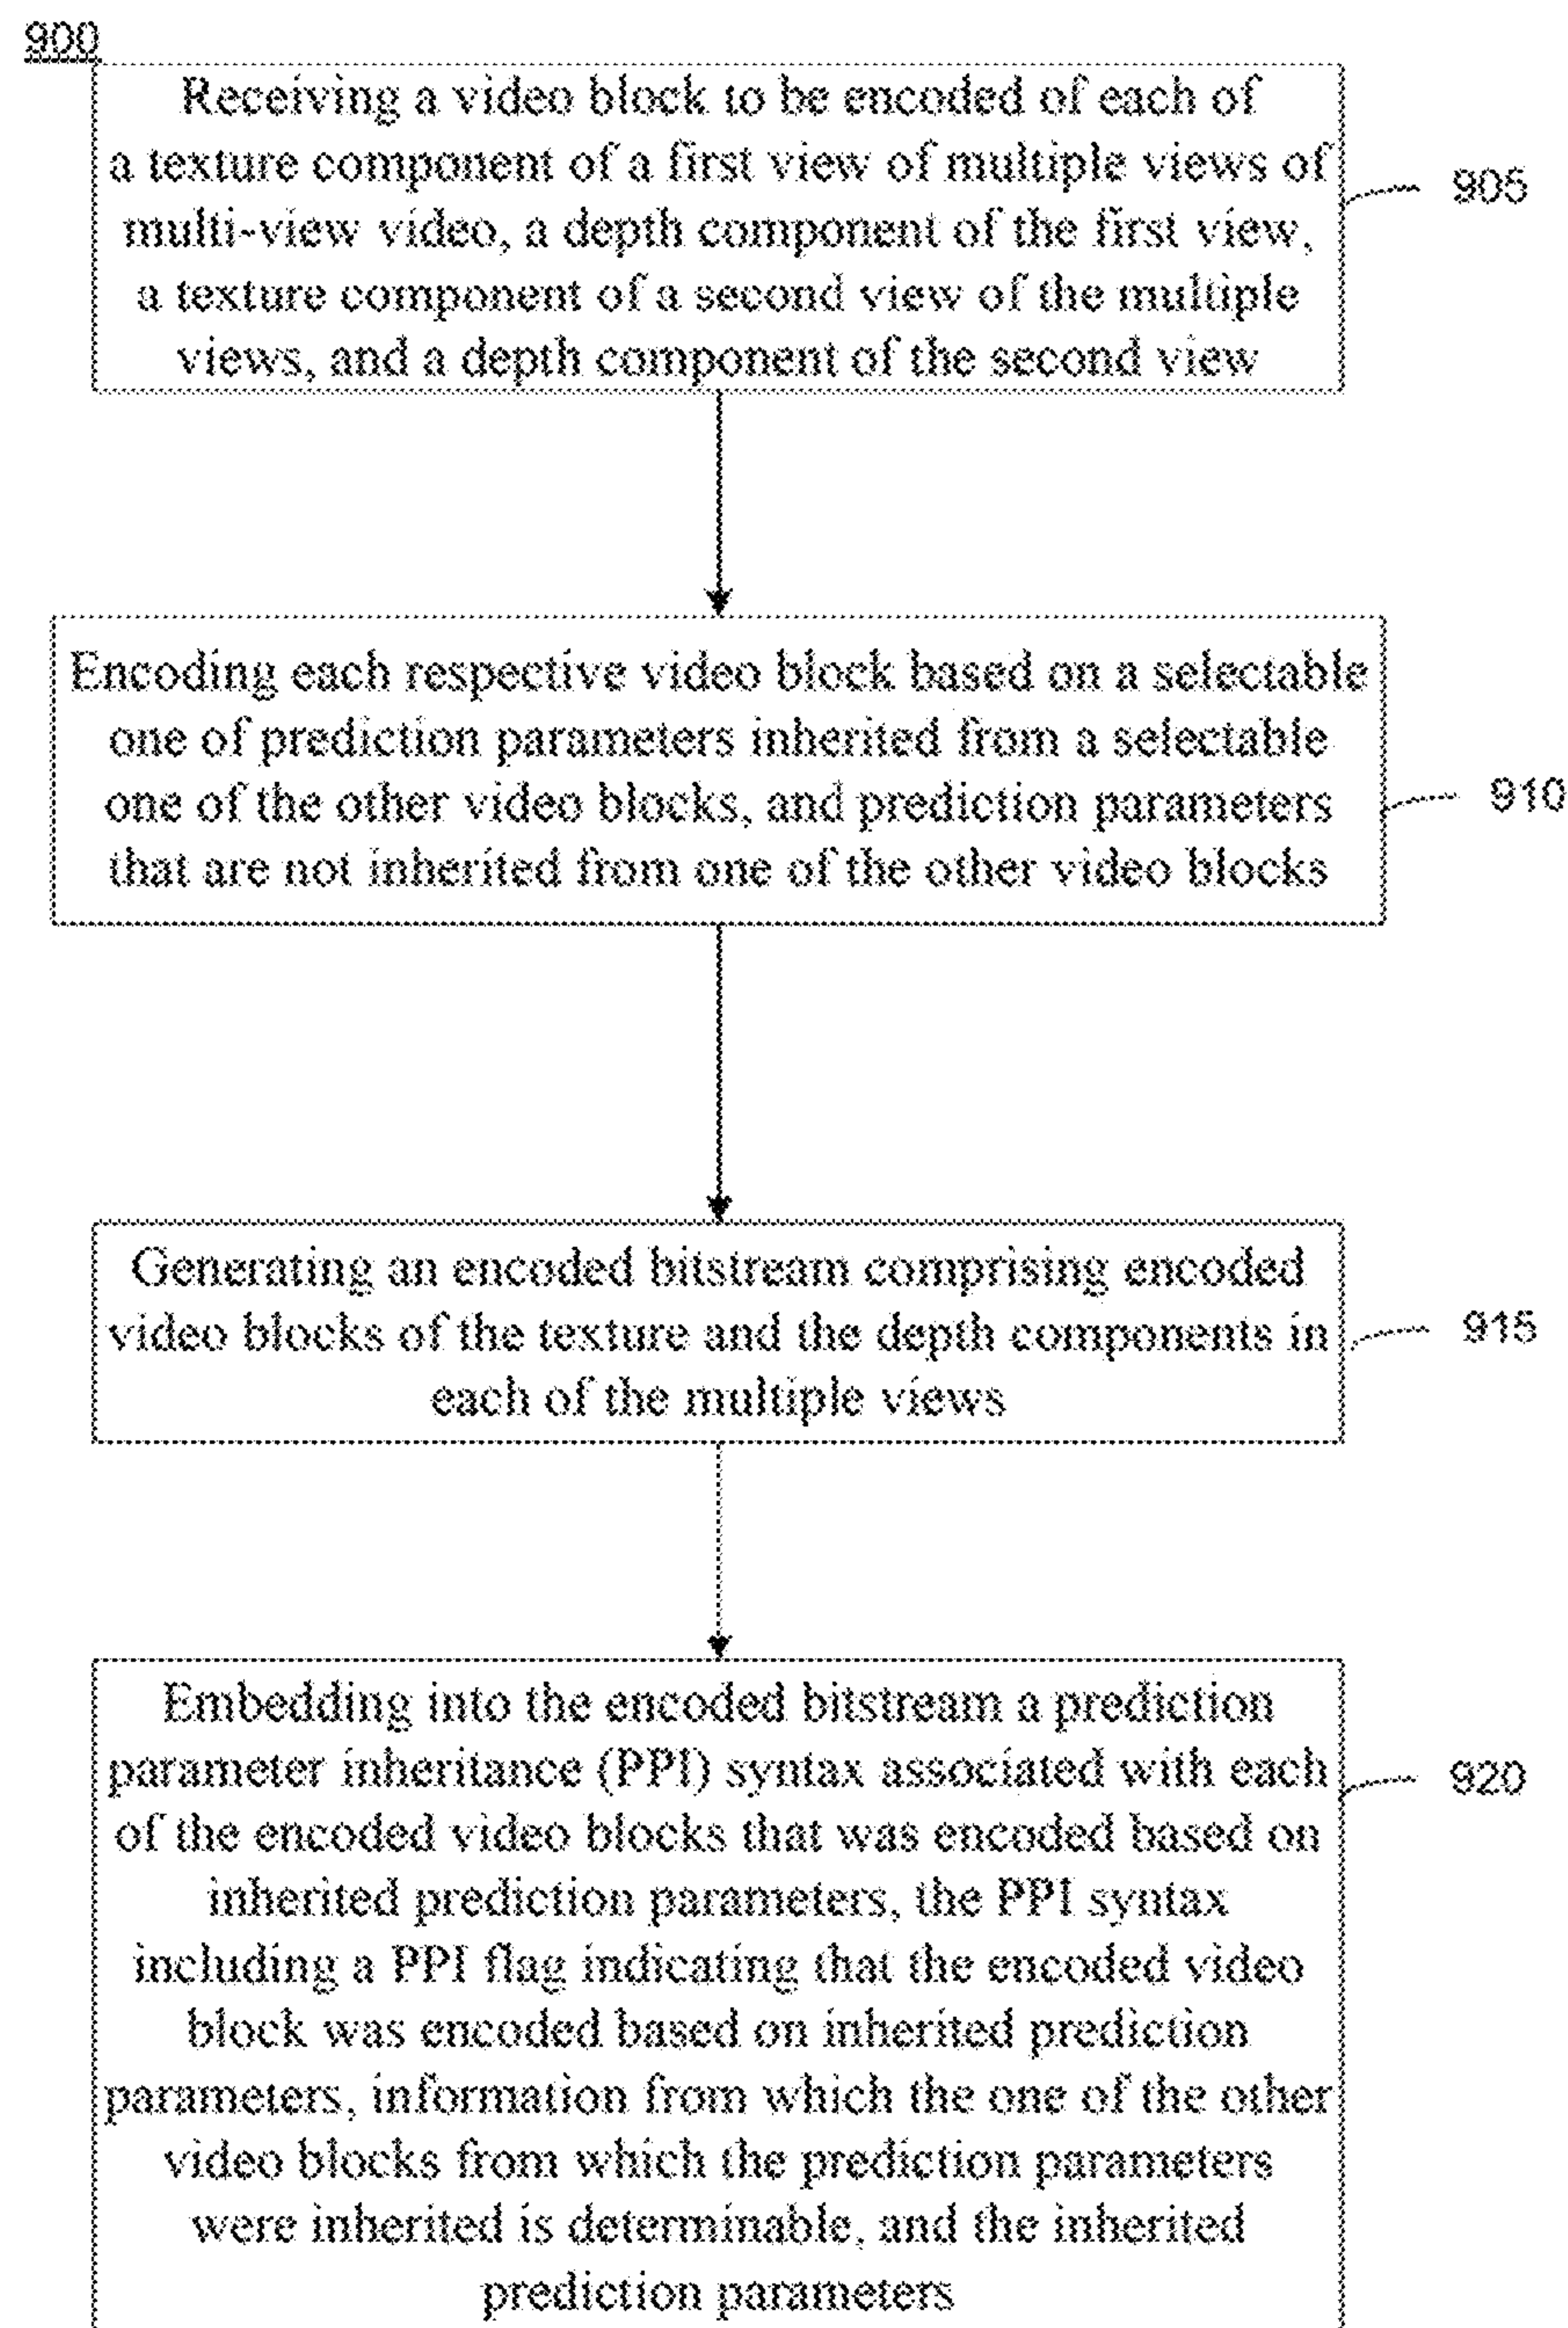 900
Receiving a video block to be encoded of each of
a texture component of a first view of multiple views of
multi-view video, a depth component of the first view,
a texture component of a second view of the multiple
views, and a depth component of the second view
905
Encoding each respective video block based on a selectable
one of prediction parameters inherited from a selectable
one of the other video blocks, and prediction parameters
that are not inherited from one of the other video blocks
910
Generating an encoded bitstream comprising encoded
video blocks of the texture and the depth components in
each of the multiple views
915
Embedding into the encoded bitstream a prediction
parameter inheritance (PPI) syntax associated with each
of the encoded video blocks that was encoded based on
inherited prediction parameters, the PPI syntax
including a PPI flag indicating that the encoded video
block was encoded based on inherited prediction
parameters, information from which the one of the other
video blocks from which the prediction parameters
were inherited is determinable, and the inherited
prediction parameters
920